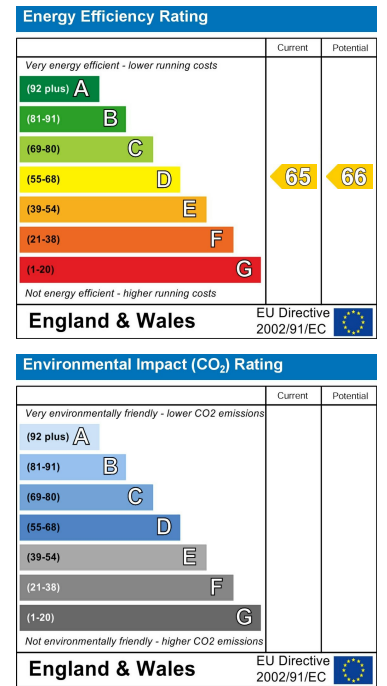 Energy Efficiency Rating
Current Potential
Very energy efficient - lower running costs
(92 plus) A
(81-91) B
(69-80) C
(55-68) D 65 66
(39-54) E
(21-38) F
(1-20) G
Not energy efficient - higher running costs
England & Wales EU Directive
2002/91/EC
Environmental Impact (CO₂) Rating
Current Potential
Very environmentally friendly - lower CO2 emissions
(92 plus) A
(81-91) B
(69-80) C
(55-68) D
(39-54) E
(21-38) F
(1-20) G
Not environmentally friendly - higher CO2 emissions
England & Wales EU Directive
2002/91/EC